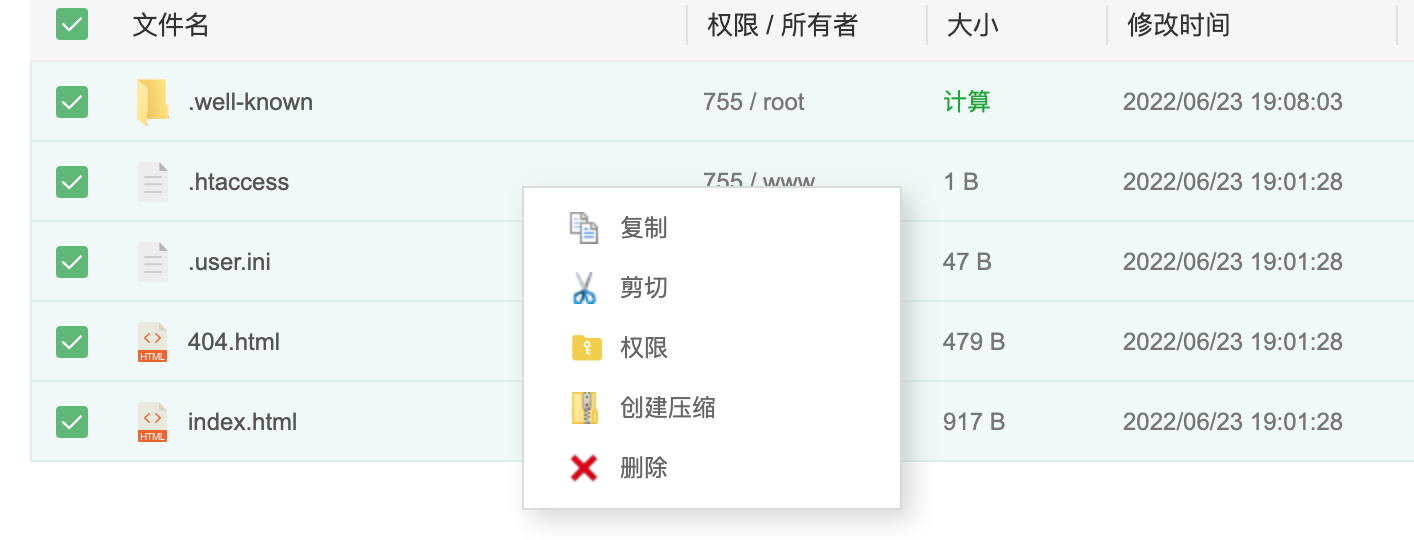 文件名 权限 / 所有者 大小 修改时间
.well-known 755 / root 计算 2022/06/23 19:08:03
.htaccess 755 / www 1 B 2022/06/23 19:01:28
复制
.user.ini 47 B 2022/06/23 19:01:28
剪切
404.html 479 B 2022/06/23 19:01:28
HTML
权限
创建压缩
index.html 917 B 2022/06/23 19:01:28
HTML
删除